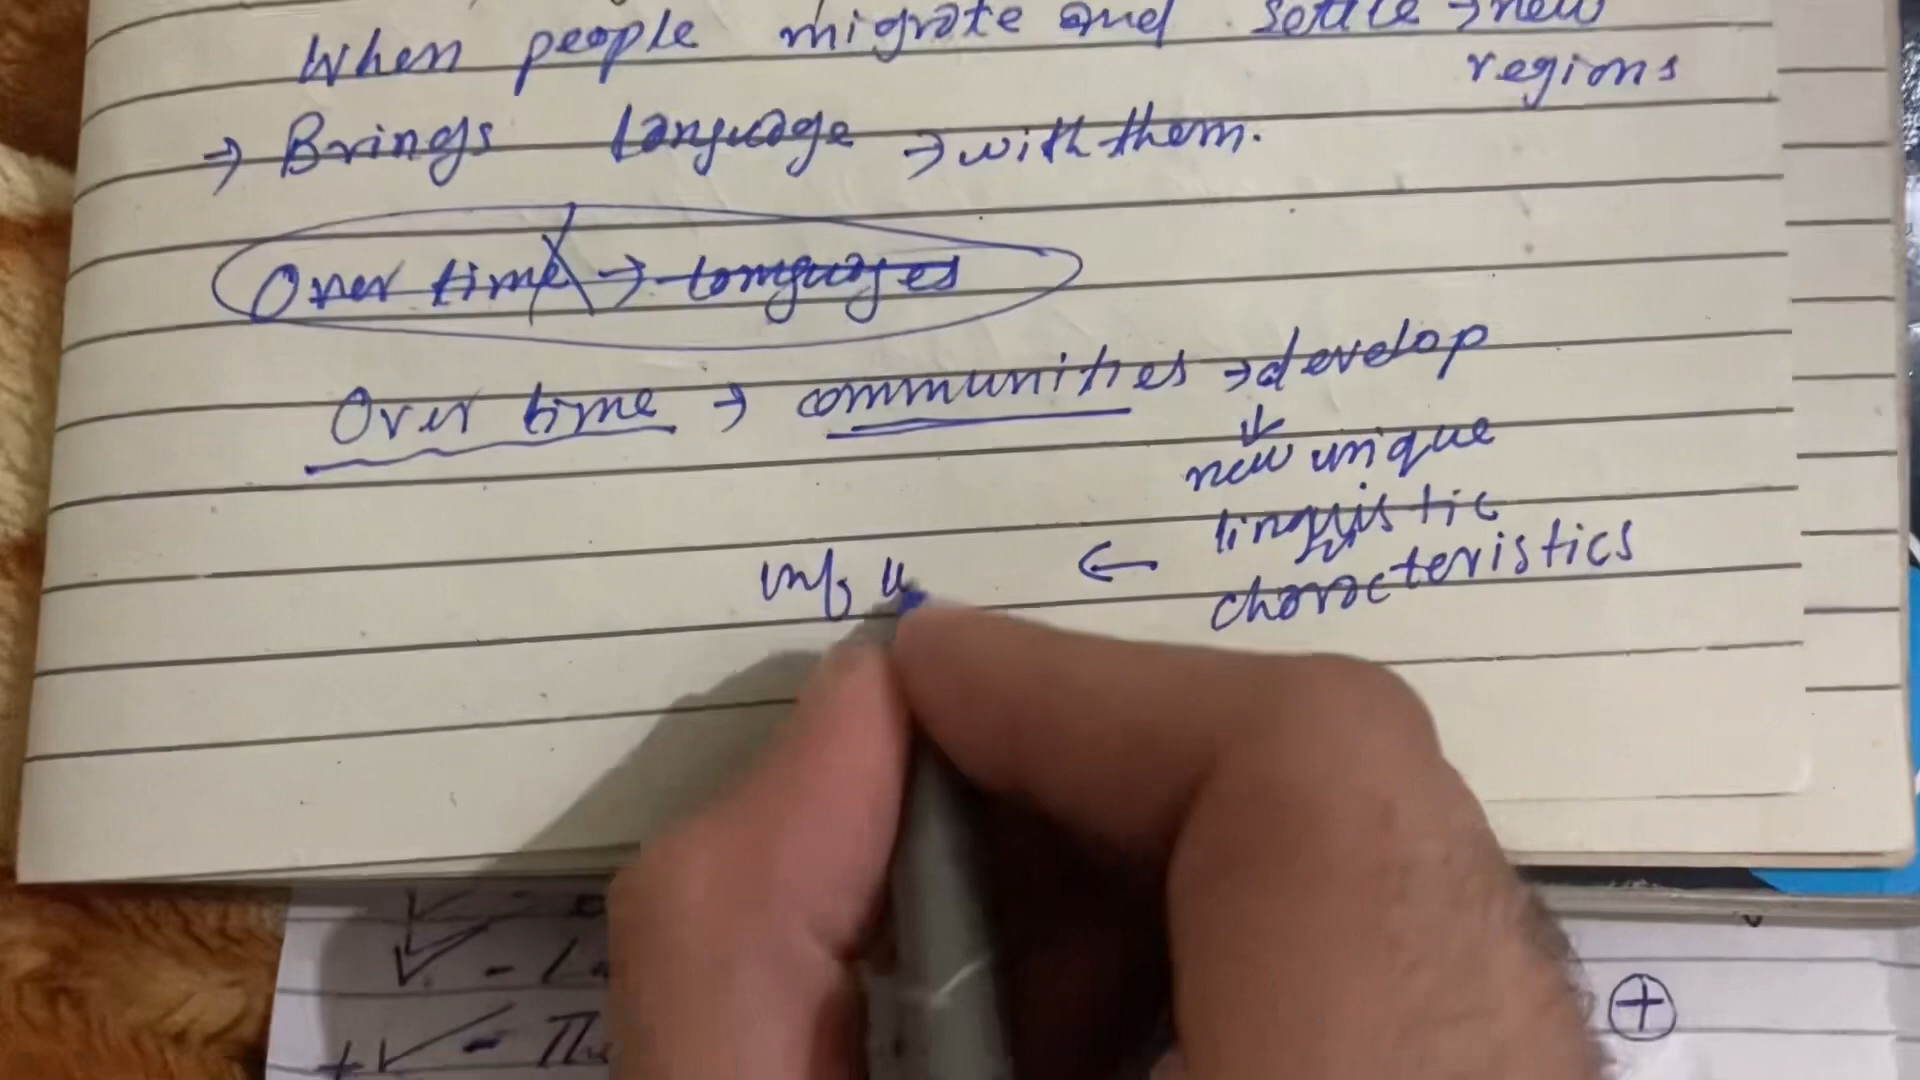 When people migrate and settle → new
regions
→ Brings language → with them.
Over time → languages
Over time → communities → develop
↓
new unique
linguistic
characteristics
←